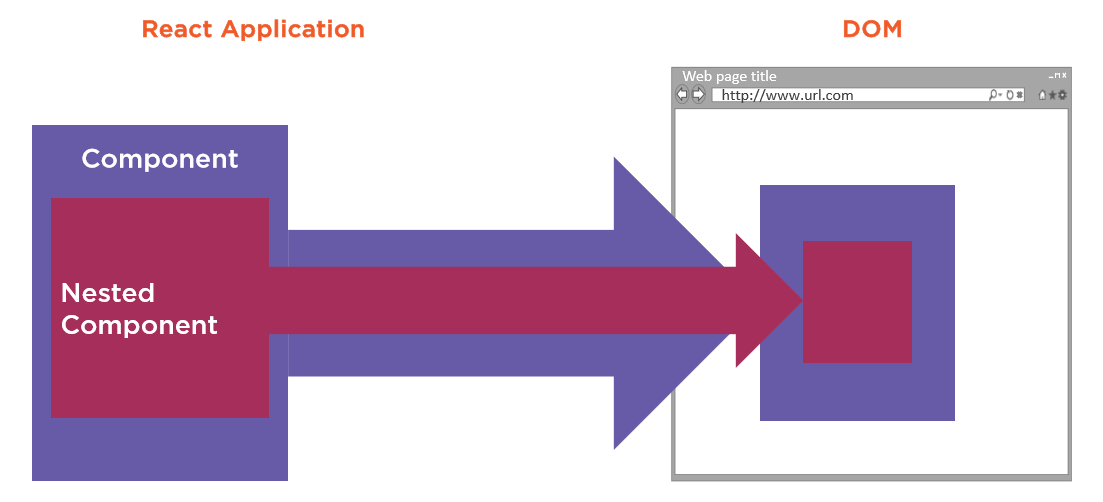 React Application
DOM
Web page title
http://www.url.com
Component
Nested
Component